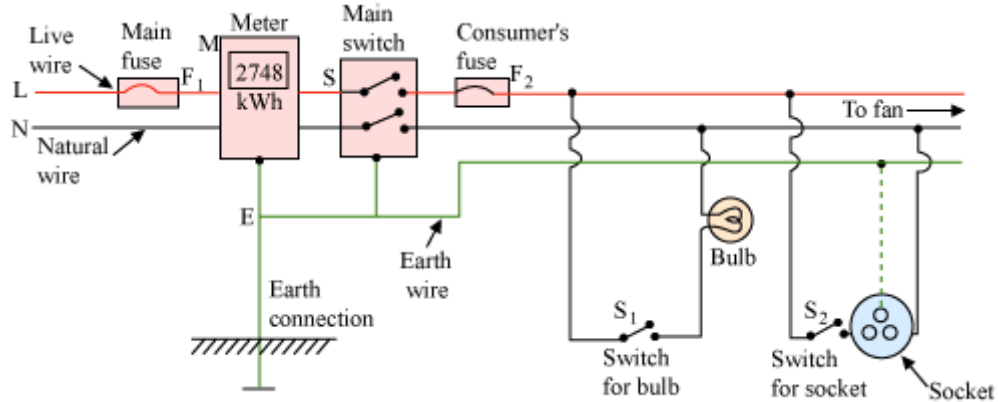 Live
wire
Main
fuse
Meter
Main
switch
Consumer's
fuse
M
F1
2748
kWh
S
F2
L
N
Natural
wire
To fan
E
Earth
wire
Bulb
Earth
connection
S1
Switch
for bulb
S2
Switch
for socket
Socket